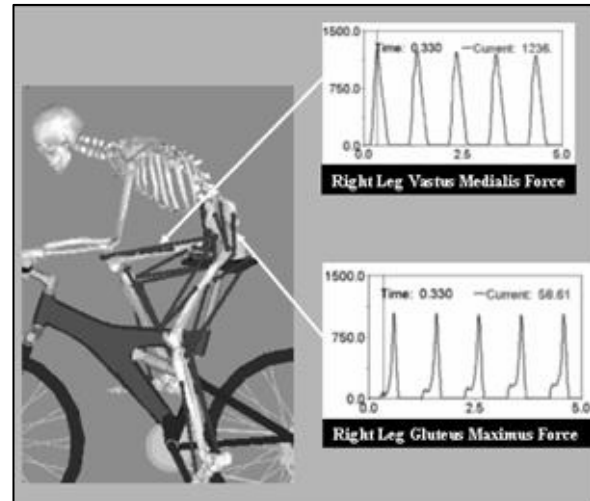 1500.0
Time: 0.330 Current: 1236.
750.0
0.0
0.0 2.5 5.0
Right Leg Vastus Medialis Force
1500.0
Time: 0.330 Current: 56.61
750.0
0.0
0.0 2.5 5.0
Right Leg Gluteus Maximus Force